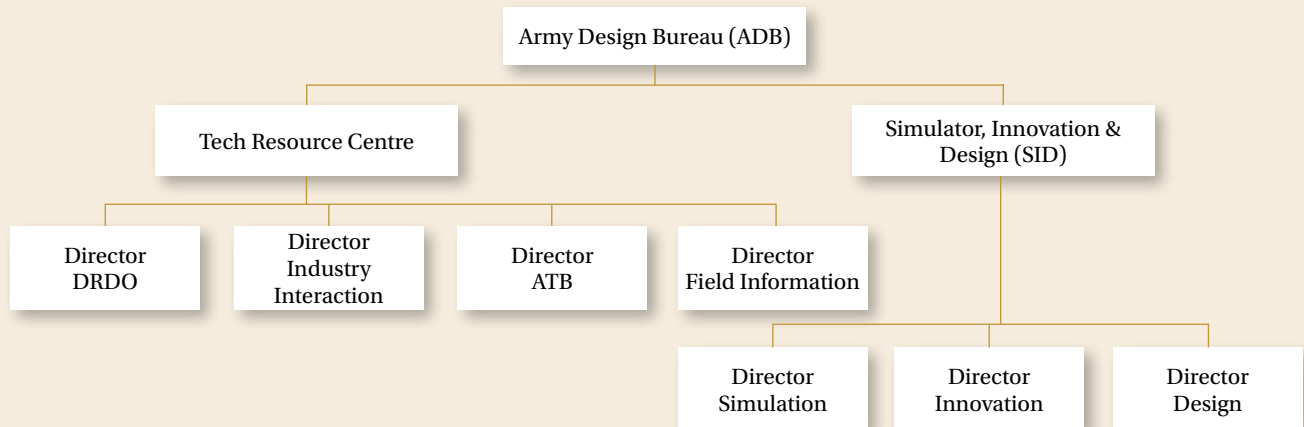 Army Design Bureau (ADB)
Tech Resource Centre
Simulator, Innovation &
Design (SID)
Director
DRDO
Director
Industry
Interaction
Director
ATB
Director
Field Information
Director
Simulation
Director
Innovation
Director
Design